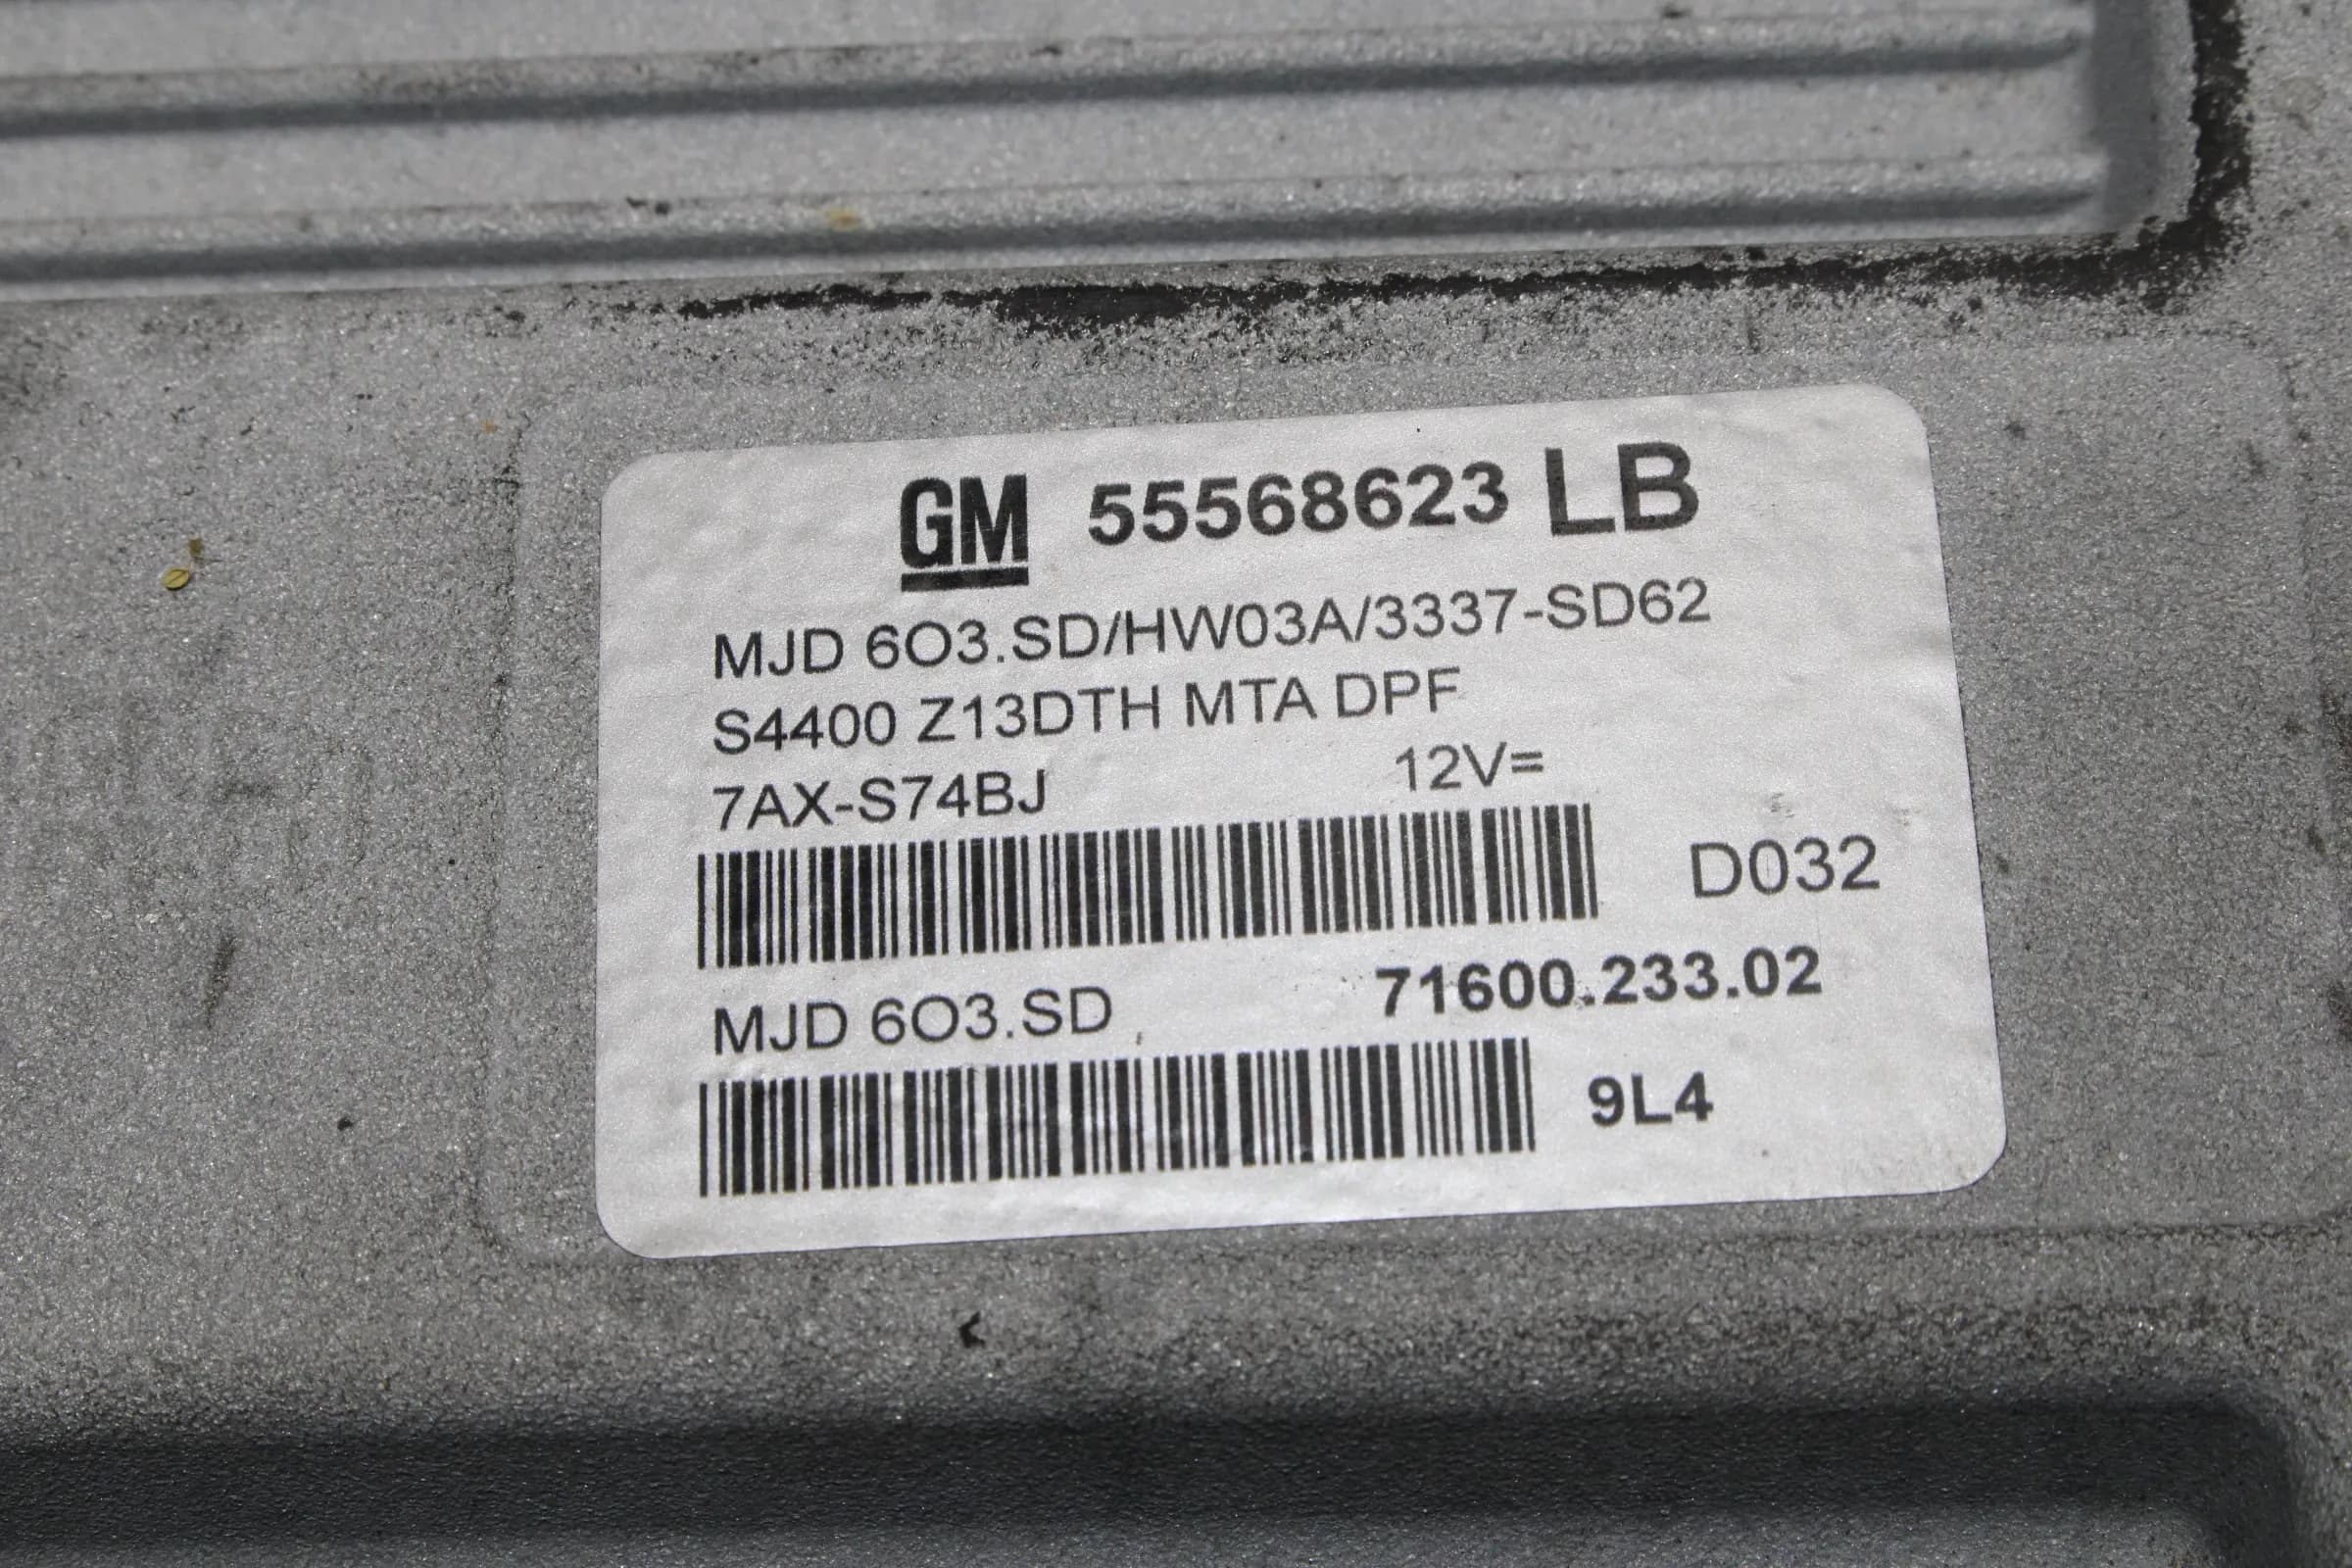 GM 55568623 LB
MJD 6O3.SD/HW03A/3337-SD62
S4400 Z13DTH MTA DPF
7AX-S74BJ 12V=
D032
MJD 6O3.SD 71600.233.02
9L4